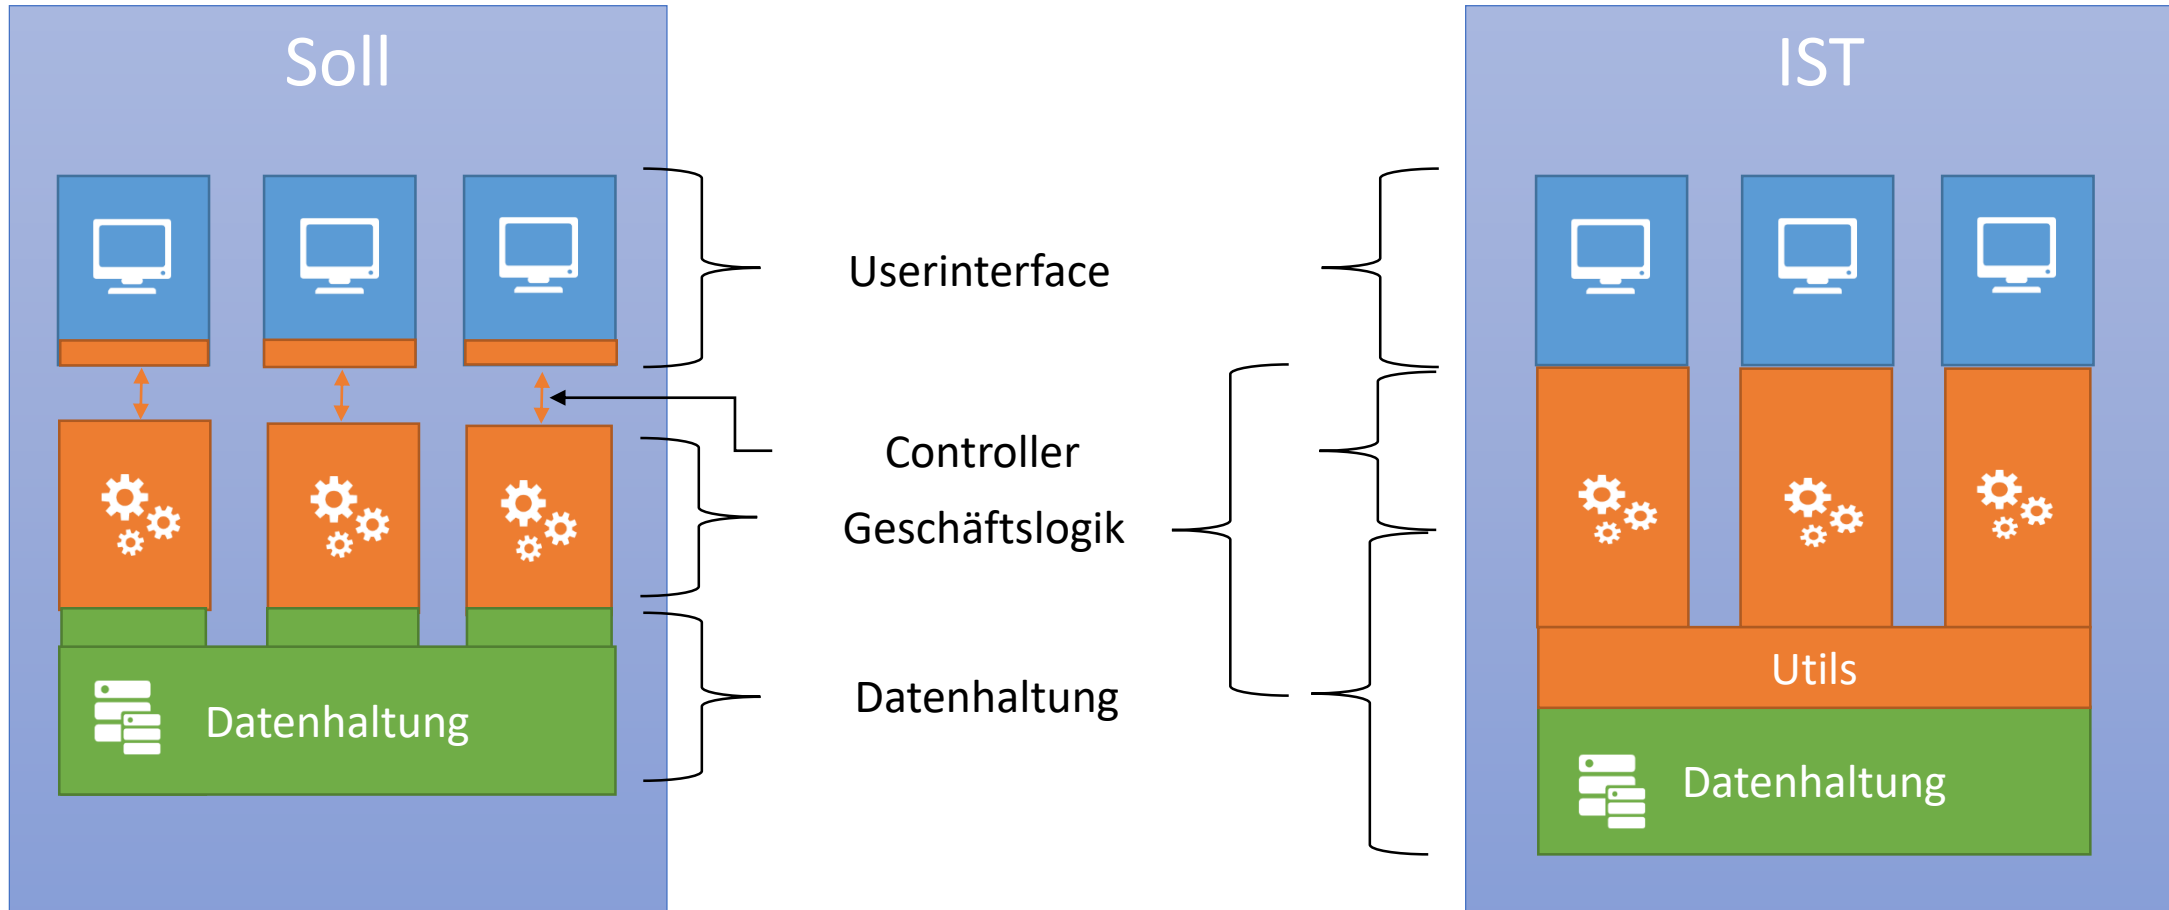 Soll
IST
Userinterface
Controller
Geschäftslogik
Datenhaltung
Datenhaltung
Utils
Datenhaltung